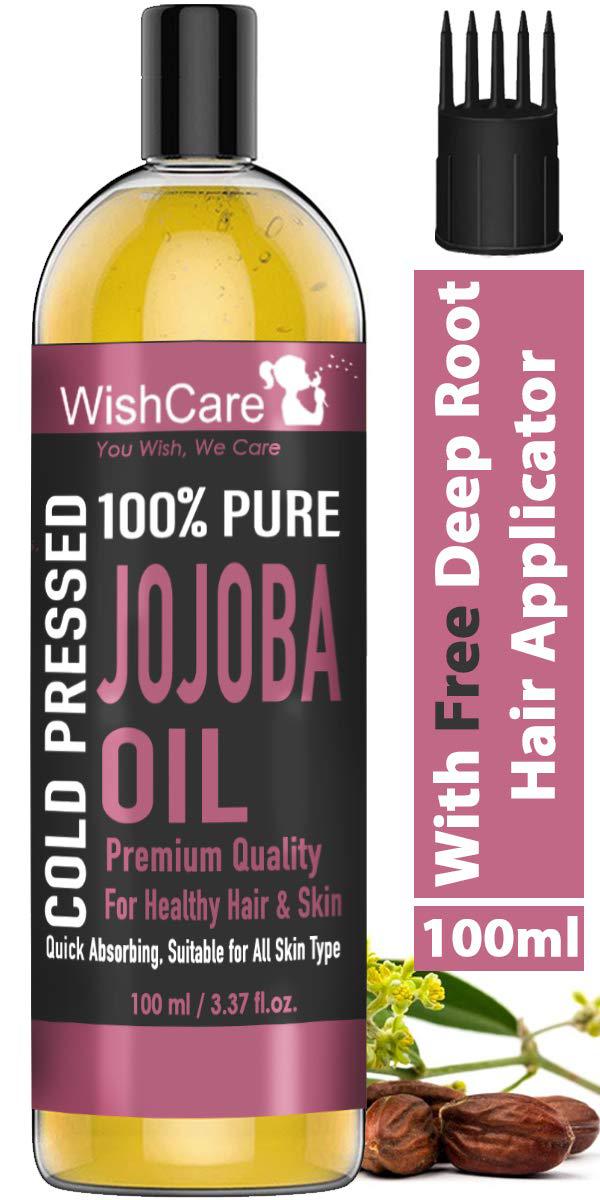 WishCare
You Wish, We Care
COLD PRESSED
100% PURE
JOJOBA
OIL
Premium Quality
For Healthy Hair & Skin
Quick Absorbing, Suitable for All Skin Type
100 ml / 3.37 fl.oz.
With Free Deep Root
Hair Applicator
100ml